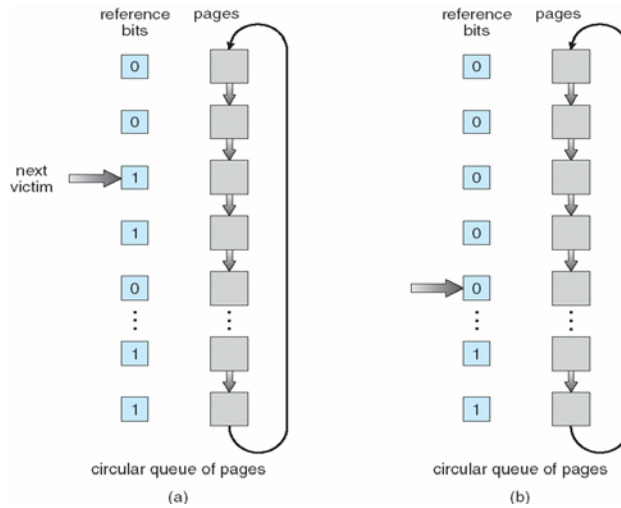 reference
bits
pages
0
0
next
victim
1
1
0
1
1
circular queue of pages
(a)
reference
bits
pages
0
0
0
0
0
1
1
circular queue of pages
(b)